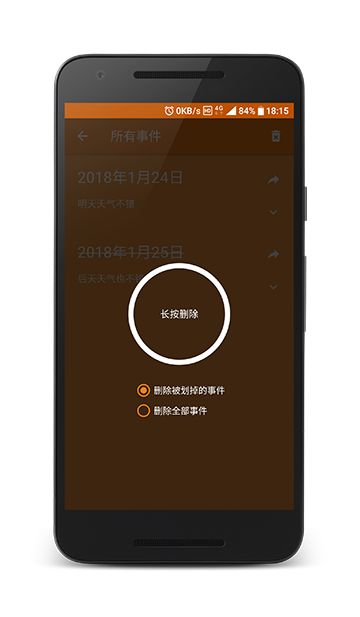 0KB/s HD 4G 84% 18:15
所有事件
2018年1月24日
明天天气不错
2018年1月25日
后天天气也不
长按删除
删除被划掉的事件
删除全部事件